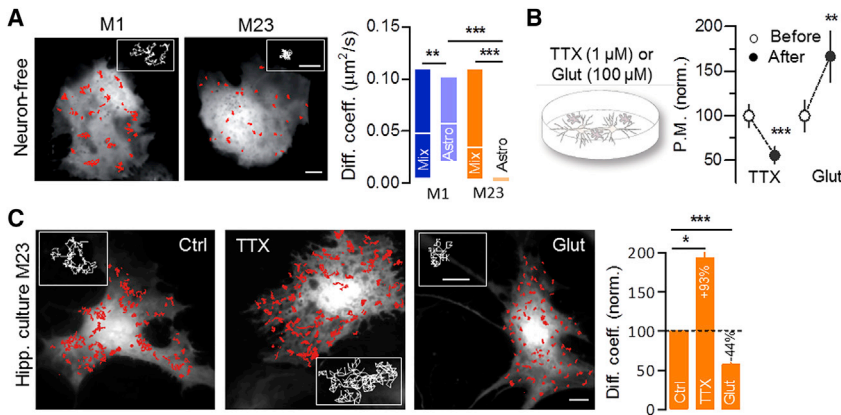 A
M1
M23
Neuron-free
Diff. coeff. (µm²/s)
0.15
0.10
0.05
0.00
**
***
***
Mix
Astro
Mix
Astro
M1
M23
B
TTX (1 µM) or
Glut (100 µM)
P.M. (norm.)
200
150
100
50
Before
After
**
***
TTX
Glut
C
Hipp. culture M23
Ctrl
TTX
Glut
Diff. coeff. (norm.)
200
150
100
50
0
***
*
+93%
-44%
Ctrl
TTX
Glut